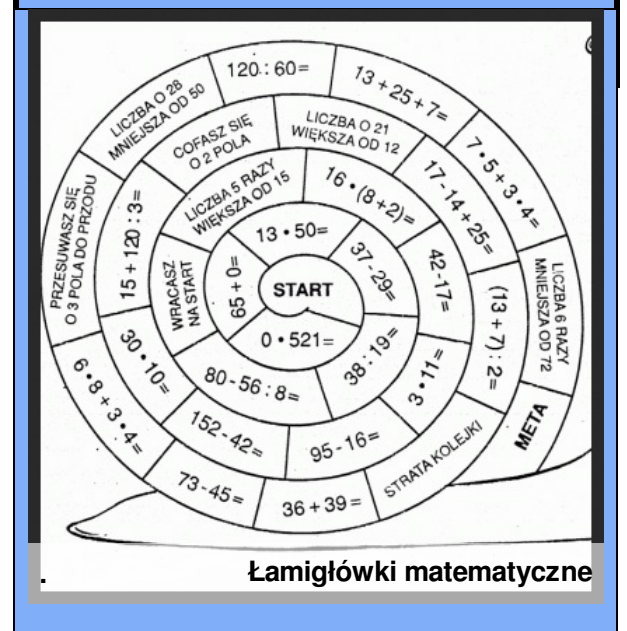 START
0 • 521=
65 + 0=
13 • 50=
37 - 29=
38 : 19=
80 - 56 : 8=
WRACASZ
NA START
LICZBA 5 RAZY
WIĘKSZA OD 15
16 • (8 + 2)=
42 - 17=
3 • 11=
95 - 16=
152 - 42=
30 • 10=
15 + 120 : 3=
COFASZ SIĘ
O 2 POLA
LICZBA O 21
WIĘKSZA OD 12
17 - 14 + 25=
(13 + 7) : 2=
STRATA KOLEJKI
36 + 39=
73 - 45=
6 • 8 + 3 • 4=
PRZESUWASZ SIĘ
O 3 POLA DO PRZODU
LICZBA O 28
MNIEJSZA OD 50
120 : 60=
13 + 25 + 7=
7 • 5 + 3 • 4=
LICZBA 6 RAZY
MNIEJSZA OD 72
META
. Łamigłówki matematyczne